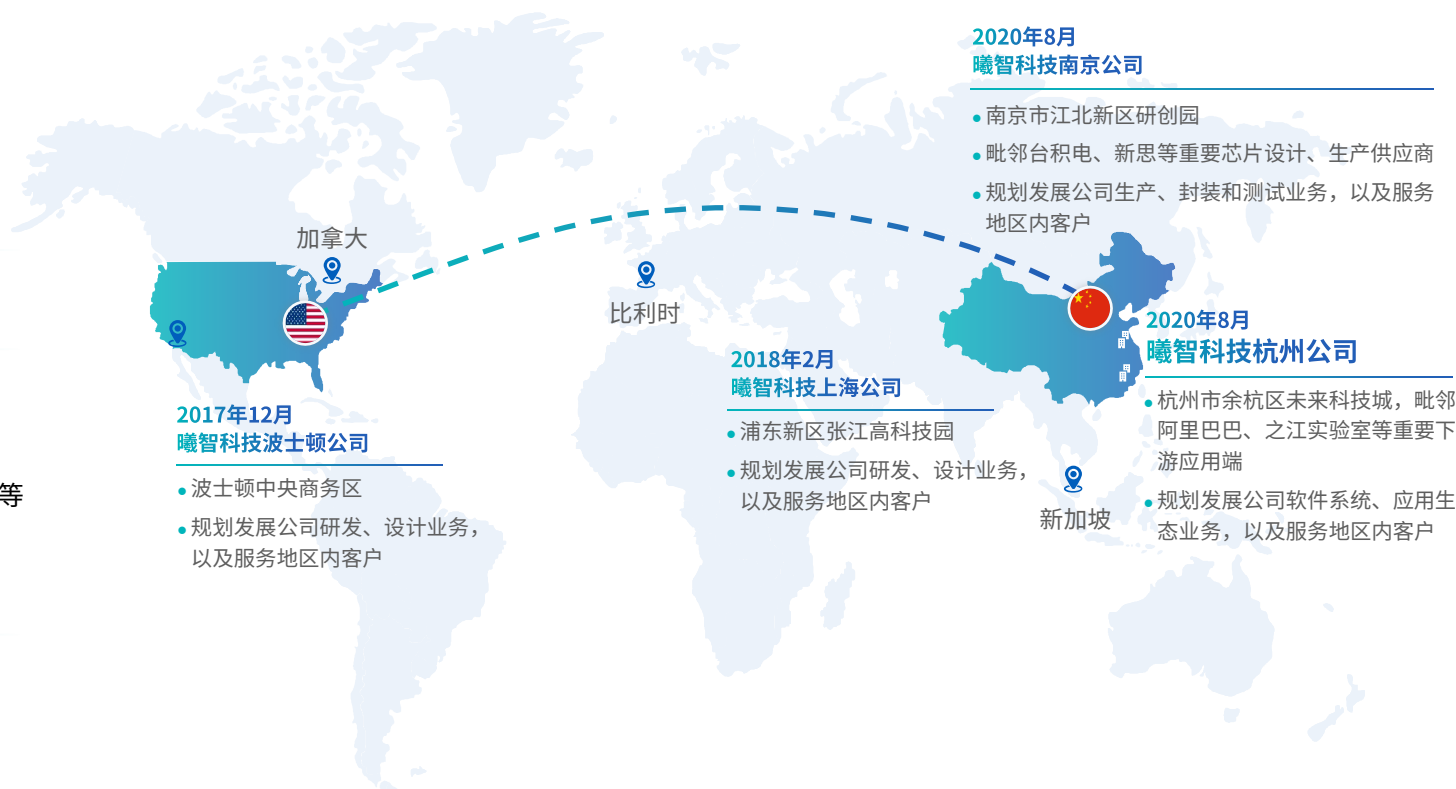 2020年8月
曦智科技南京公司
南京市江北新区研创园
毗邻台积电、新思等重要芯片设计、生产供应商
规划发展公司生产、封装和测试业务，以及服务
地区内客户
加拿大
比利时
2020年8月
曦智科技杭州公司
杭州市余杭区未来科技城，毗邻
阿里巴巴、之江实验室等重要下
游应用端
规划发展公司软件系统、应用生
态业务，以及服务地区内客户
2018年2月
曦智科技上海公司
浦东新区张江高科技园
规划发展公司研发、设计业务，
以及服务地区内客户
2017年12月
曦智科技波士顿公司
波士顿中央商务区
规划发展公司研发、设计业务，
以及服务地区内客户
等
新加坡